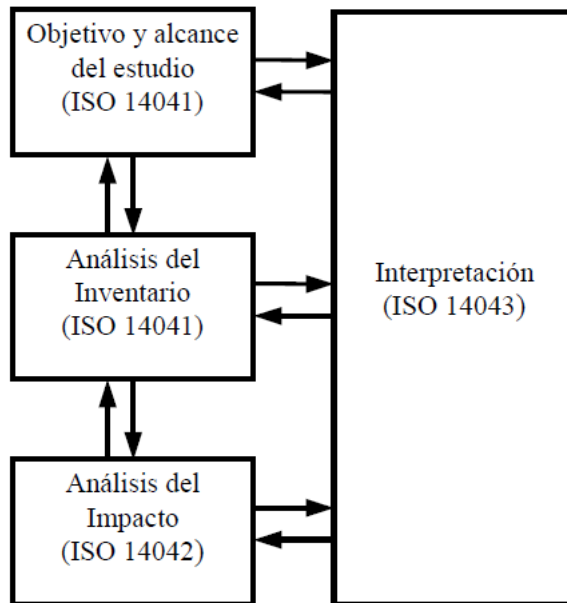 Objetivo y alcance
del estudio
(ISO 14041)
Análisis del
Inventario
(ISO 14041)
Interpretación
(ISO 14043)
Análisis del
Impacto
(ISO 14042)